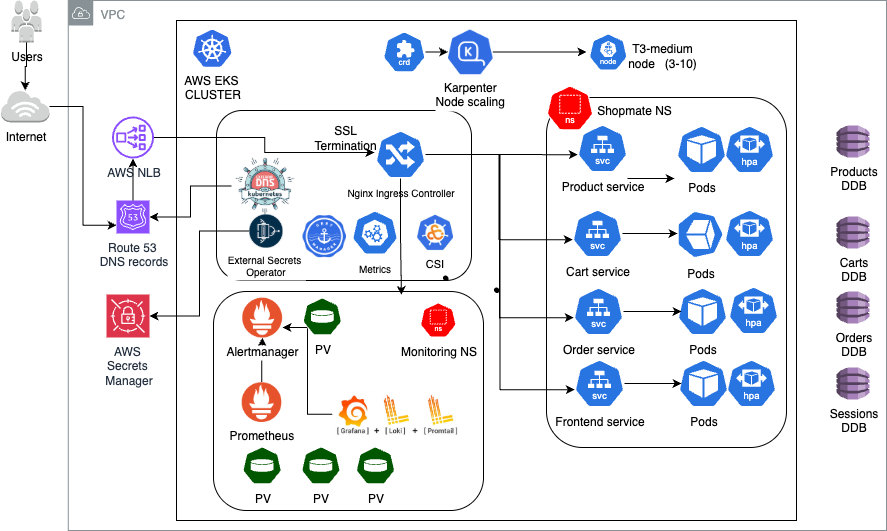 VPC
Users
Internet
AWS EKS
CLUSTER
crd
K
Karpenter
Node scaling
node
T3-medium
node (3-10)
AWS NLB
SSL
Termination
Nginx Ingress Controller
DNS
kubernetes
53
Route 53
DNS records
External Secrets
Operator
Metrics
CSI
AWS
Secrets
Manager
ns
Shopmate NS
svc
Product service
Pods
hpa
svc
Cart service
Pods
hpa
svc
Order service
Pods
hpa
svc
Frontend service
Pods
hpa
Products
DDB
Carts
DDB
Orders
DDB
Sessions
DDB
Alertmanager
PV
ns
Monitoring NS
Prometheus
[ Grafana ] + [ Loki ] + [ Promtail ]
PV
PV
PV